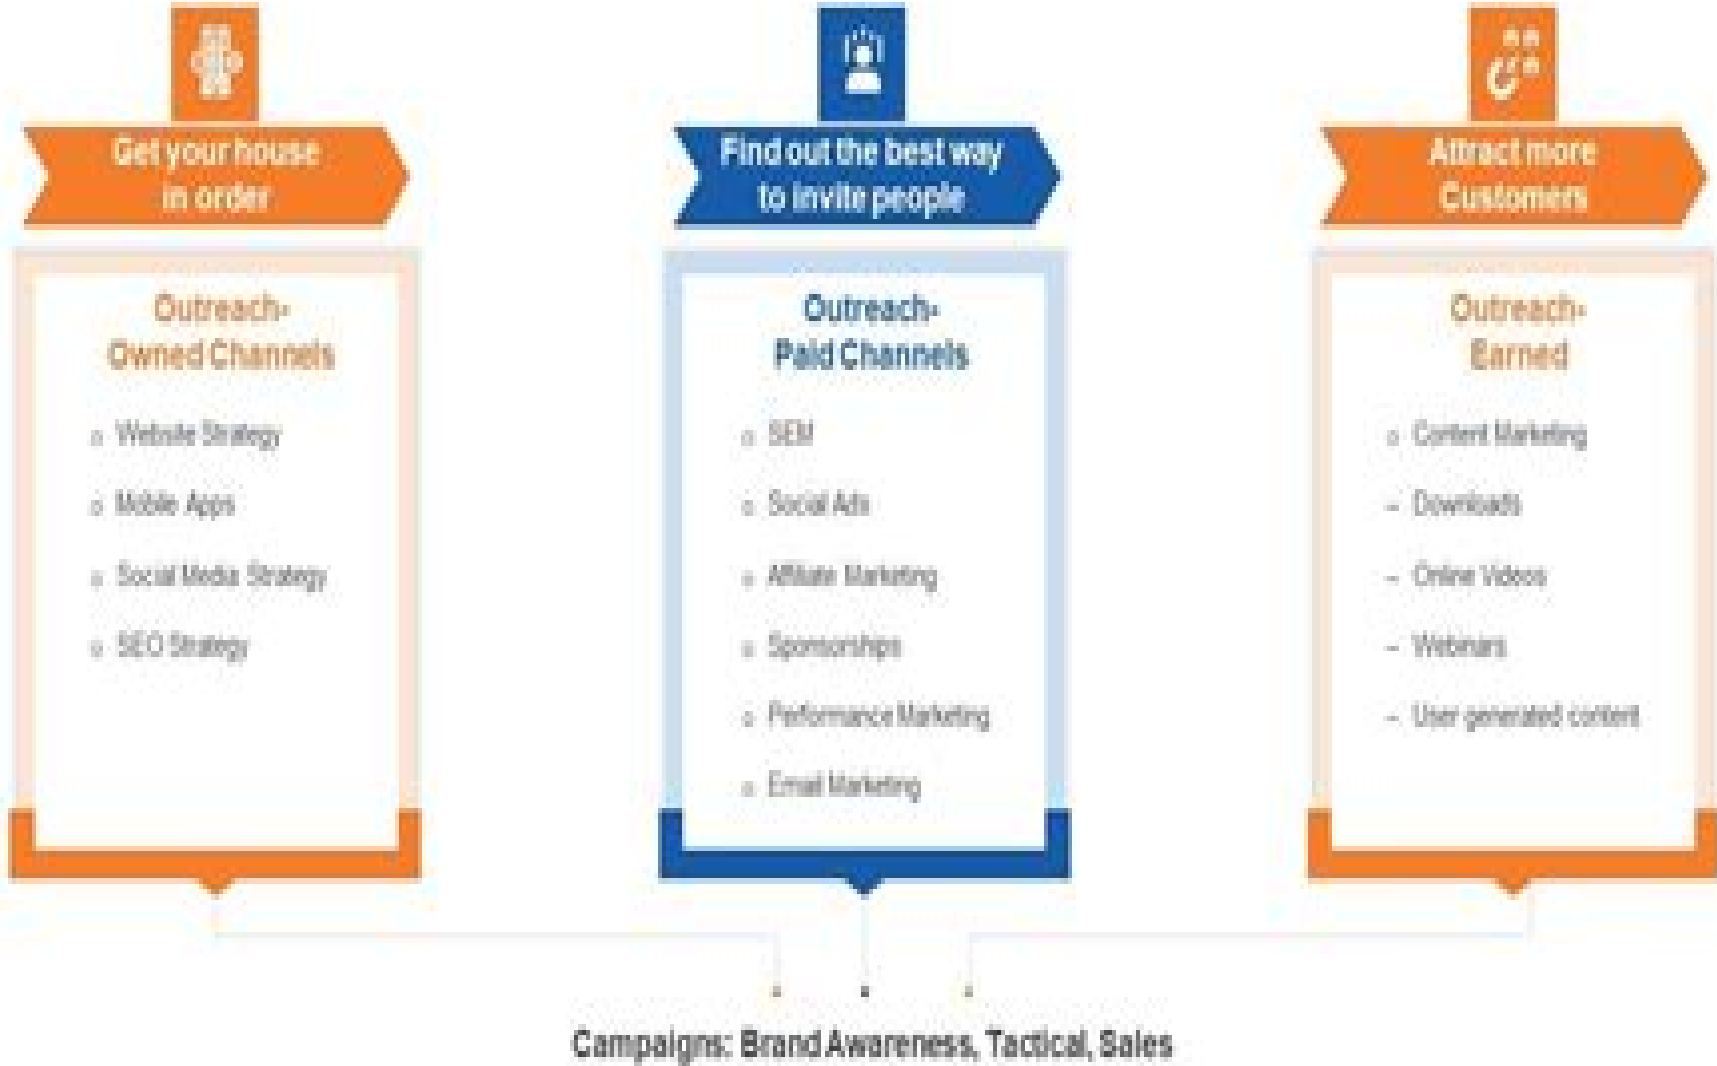 Get your house
in order
Outreach-
Owned Channels
o Website Strategy
o Mobile Apps
o Social Media Strategy
o SEO Strategy
Find out the best way
to invite people
Outreach-
Paid Channels
o SEM
o Social Ads
o Affiliate Marketing
o Sponsorships
o Performance Marketing
o Email Marketing
Attract more
Customers
Outreach-
Earned
o Content Marketing
– Downloads
– Online Videos
– Webinars
– User generated content
Campaigns: Brand Awareness, Tactical, Sales